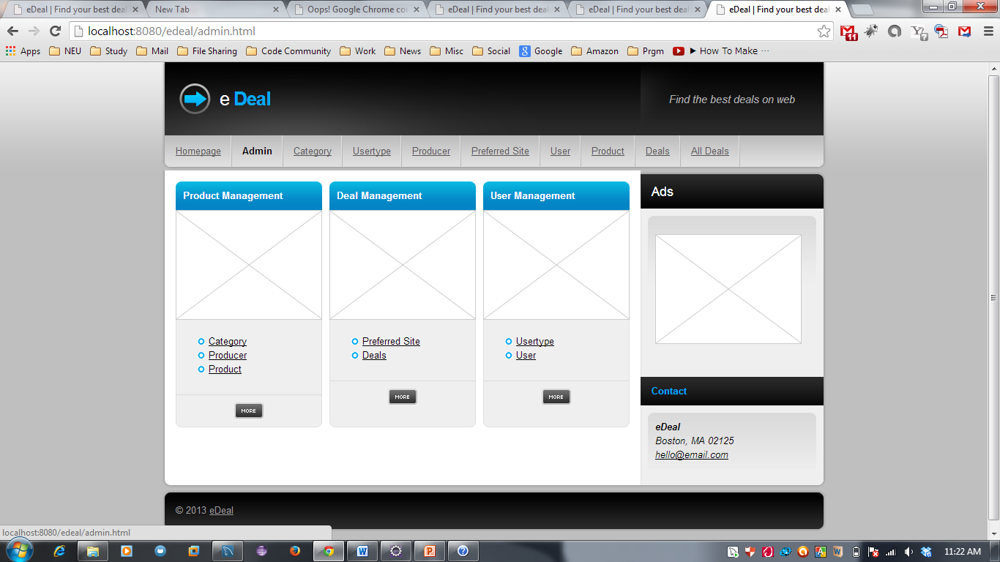 eDeal | Find your best deal
New Tab
Oops! Google Chrome co
eDeal | Find your best deal
eDeal | Find your best deal
eDeal | Find your best deal
localhost:8080/edeal/admin.html
11
Apps NEU Study Mail File Sharing Code Community Work News Misc Social Google Amazon Prgm ► How To Make ···
e Deal
Find the best deals on web
Homepage Admin Category Usertype Producer Preferred Site User Product Deals All Deals
Product Management
Category
Producer
Product
MORE
Deal Management
Preferred Site
Deals
MORE
User Management
Usertype
User
MORE
Ads
Contact
eDeal
Boston, MA 02125
hello@email.com
© 2013 eDeal
localhost:8080/edeal/admin.html
11:22 AM